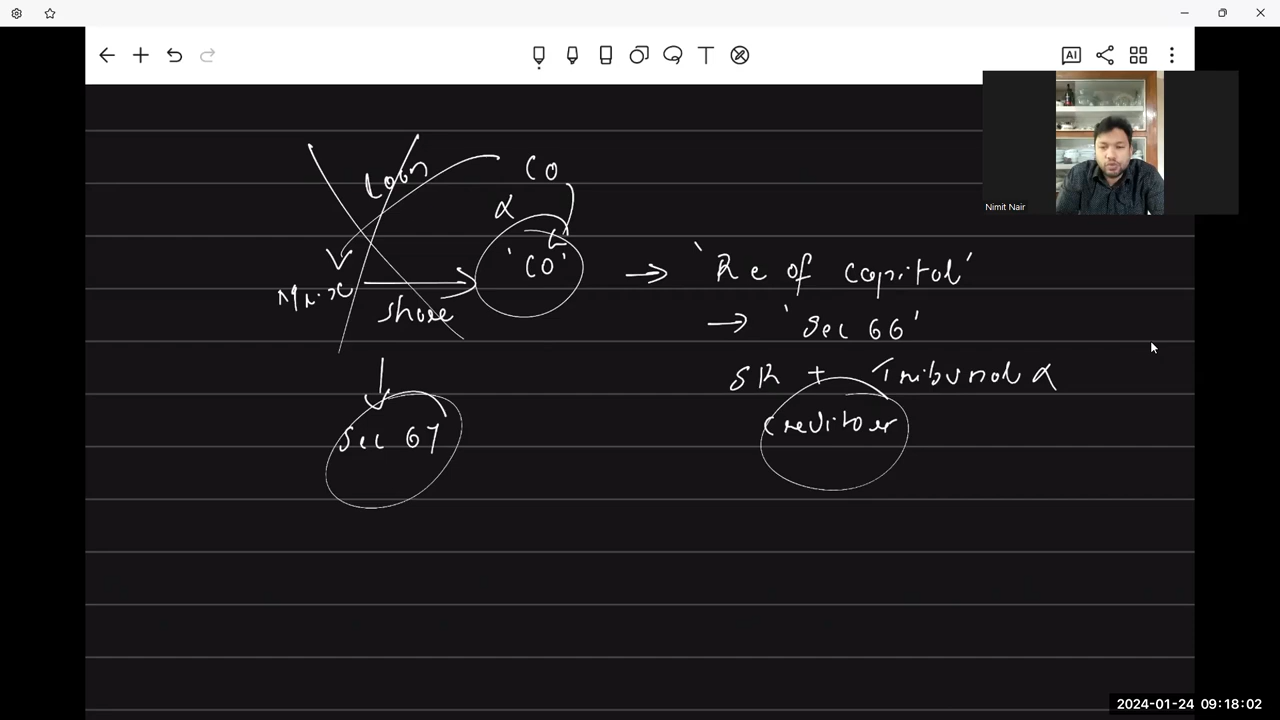 AI
Nimit Nair
Loan
CO
α
'CO'
share
→ 'Re of capital'
→ 'Sec 66'
SR + Tribunal α
creditor
Sec 67
2024-01-24 09:18:02